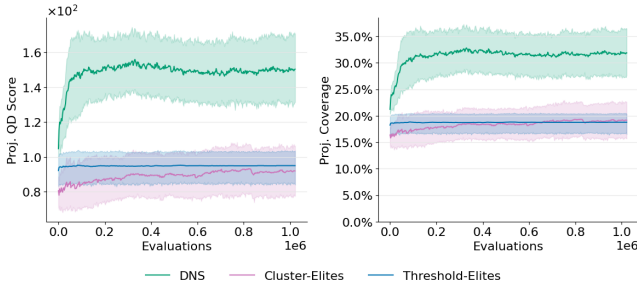 1.8 ×10²
Proj. QD Score
1.6
1.4
1.2
1.0
0.8
0.0 0.2 0.4 0.6 0.8 1.0
Evaluations 1e6
Proj. Coverage
35.0%
30.0%
25.0%
20.0%
15.0%
10.0%
5.0%
0.0%
0.0 0.2 0.4 0.6 0.8 1.0
Evaluations 1e6
DNS Cluster-Elites Threshold-Elites